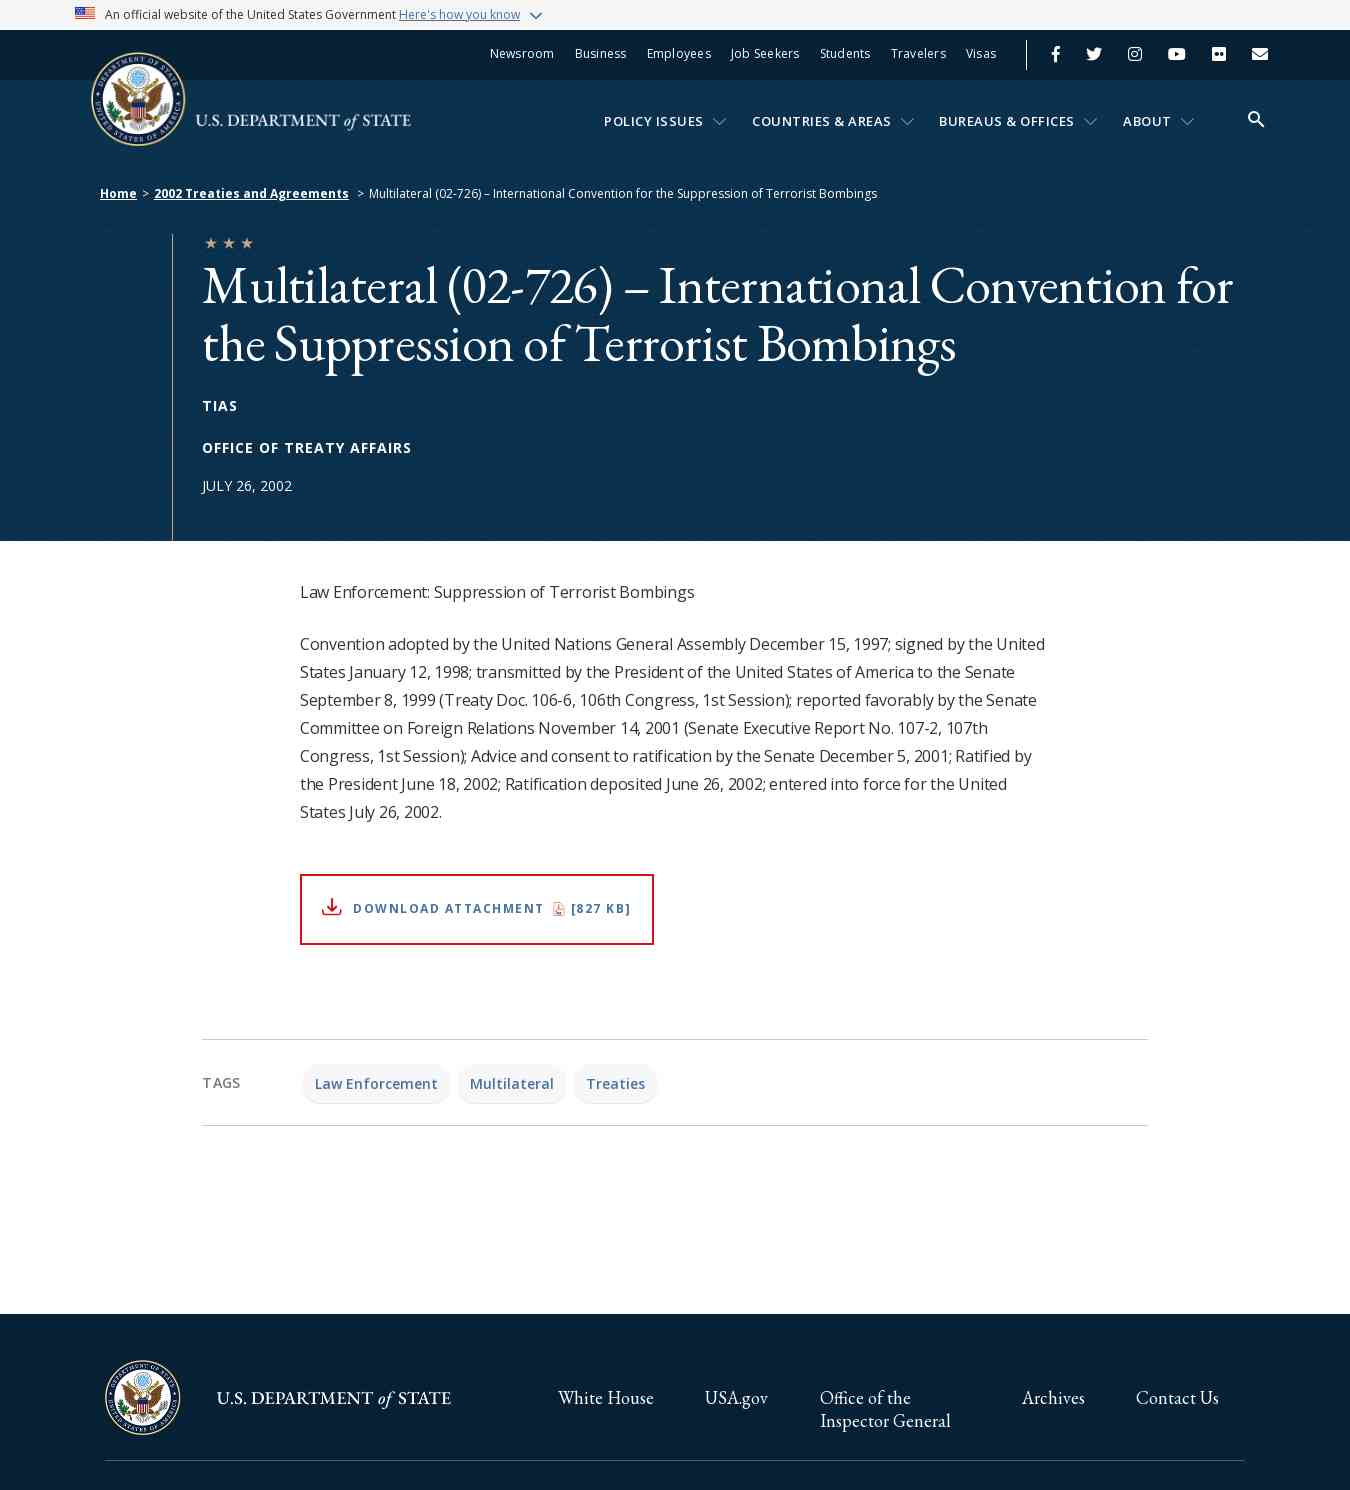 An official website of the United States Government Here's how you know
Newsroom Business Employees Job Seekers Students Travelers Visas
U.S. DEPARTMENT of STATE
POLICY ISSUES COUNTRIES & AREAS BUREAUS & OFFICES ABOUT
Home > 2002 Treaties and Agreements > Multilateral (02-726) – International Convention for the Suppression of Terrorist Bombings
Multilateral (02-726) – International Convention for
the Suppression of Terrorist Bombings
TIAS
OFFICE OF TREATY AFFAIRS
JULY 26, 2002
Law Enforcement: Suppression of Terrorist Bombings
Convention adopted by the United Nations General Assembly December 15, 1997; signed by the United
States January 12, 1998; transmitted by the President of the United States of America to the Senate
September 8, 1999 (Treaty Doc. 106-6, 106th Congress, 1st Session); reported favorably by the Senate
Committee on Foreign Relations November 14, 2001 (Senate Executive Report No. 107-2, 107th
Congress, 1st Session); Advice and consent to ratification by the Senate December 5, 2001; Ratified by
the President June 18, 2002; Ratification deposited June 26, 2002; entered into force for the United
States July 26, 2002.
DOWNLOAD ATTACHMENT [827 KB]
TAGS Law Enforcement Multilateral Treaties
U.S. DEPARTMENT of STATE
White House USA.gov Office of the Archives Contact Us
Inspector General